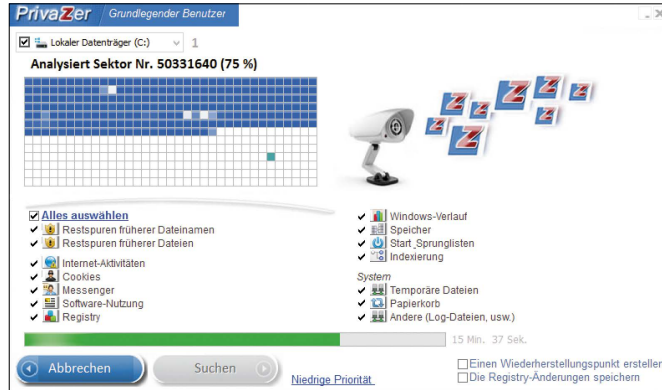 PrivaZer Grundlegender Benutzer
Lokaler Datenträger (C:) 1
Analysiert Sektor Nr. 50331640 (75 %)
Z Z Z Z Z Z Z Z
Alles auswählen
Restspuren früherer Dateinamen
Restspuren früherer Dateien
Internet-Aktivitäten
Cookies
Messenger
Software-Nutzung
Registry
Windows-Verlauf
Speicher
Start ,Sprunglisten
Indexierung
System
Temporäre Dateien
Papierkorb
Andere (Log-Dateien, usw.)
15 Min. 37 Sek.
Abbrechen
Suchen
Niedrige Priorität
Einen Wiederherstellungspunkt erstellen
Die Registry-Änderungen speichern